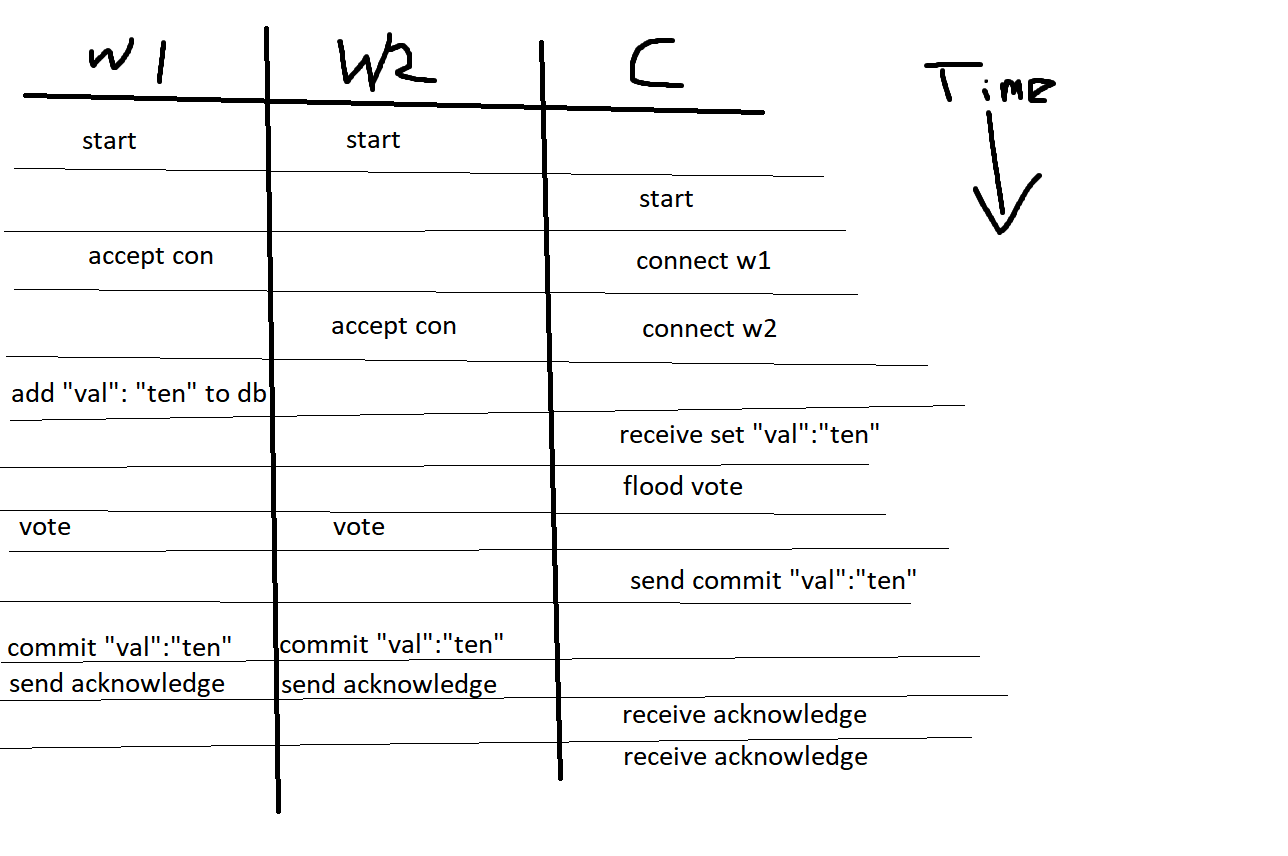 W1 W2 C Time
start start
start
accept con connect w1
accept con connect w2
add "val": "ten" to db
receive set "val":"ten"
flood vote
vote vote
send commit "val":"ten"
commit "val":"ten" commit "val":"ten"
send acknowledge send acknowledge
receive acknowledge
receive acknowledge